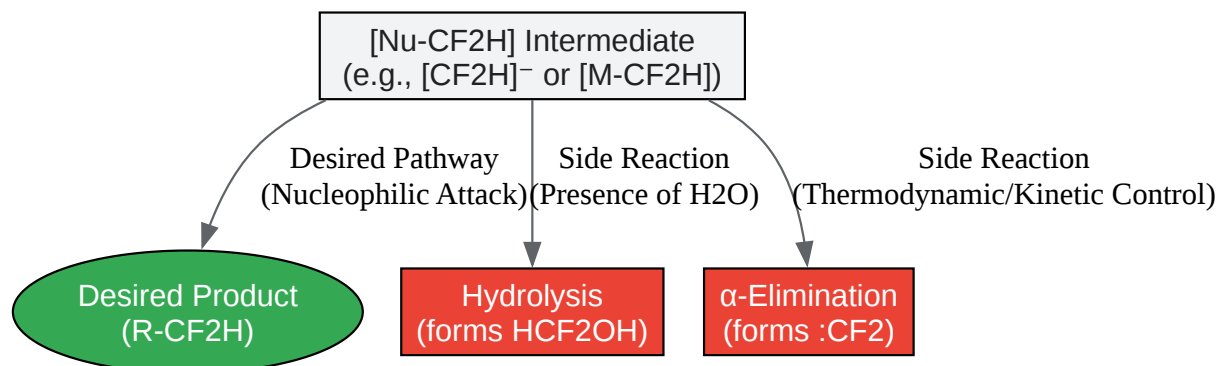 [Nu-CF2H] Intermediate
(e.g., [CF2H]⁻ or [M-CF2H])
Desired Pathway
(Nucleophilic Attack)
Side Reaction
(Presence of H2O)
Side Reaction
(Thermodynamic/Kinetic Control)
Desired Product
(R-CF2H)
Hydrolysis
(forms HCF2OH)
α-Elimination
(forms :CF2)